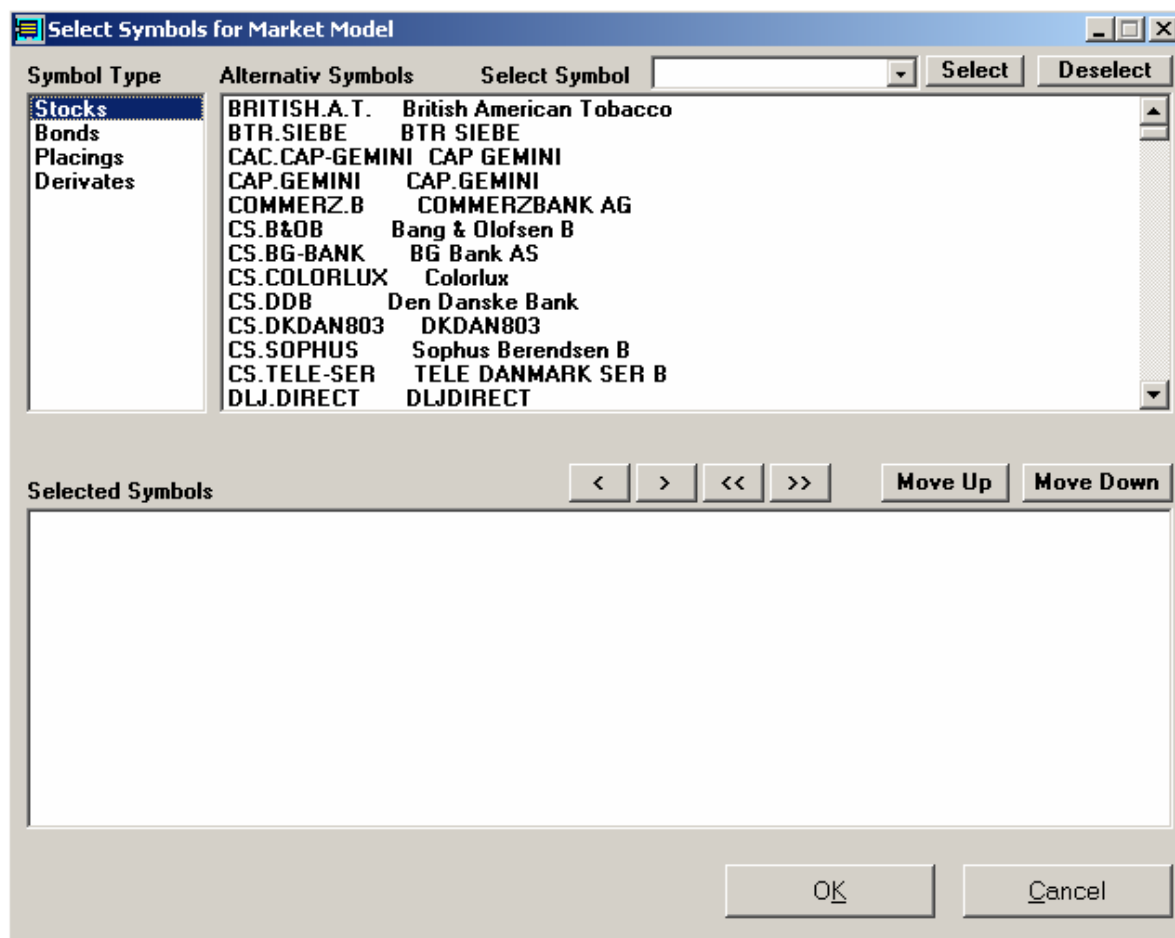 Select Symbols for Market Model
Symbol Type Alternativ Symbols Select Symbol Select Deselect
Stocks
Bonds
Placings
Derivates
BRITISH.A.T. British American Tobacco
BTR.SIEBE BTR SIEBE
CAC.CAP-GEMINI CAP GEMINI
CAP.GEMINI CAP.GEMINI
COMMERZ.B COMMERZBANK AG
CS.B&OB Bang & Olofsen B
CS.BG-BANK BG Bank AS
CS.COLORLUX Colorlux
CS.DDB Den Danske Bank
CS.DKDAN803 DKDAN803
CS.SOPHUS Sophus Berendsen B
CS.TELE-SER TELE DANMARK SER B
DLJ.DIRECT DLJDIRECT
Selected Symbols < > << >> Move Up Move Down
OK Cancel